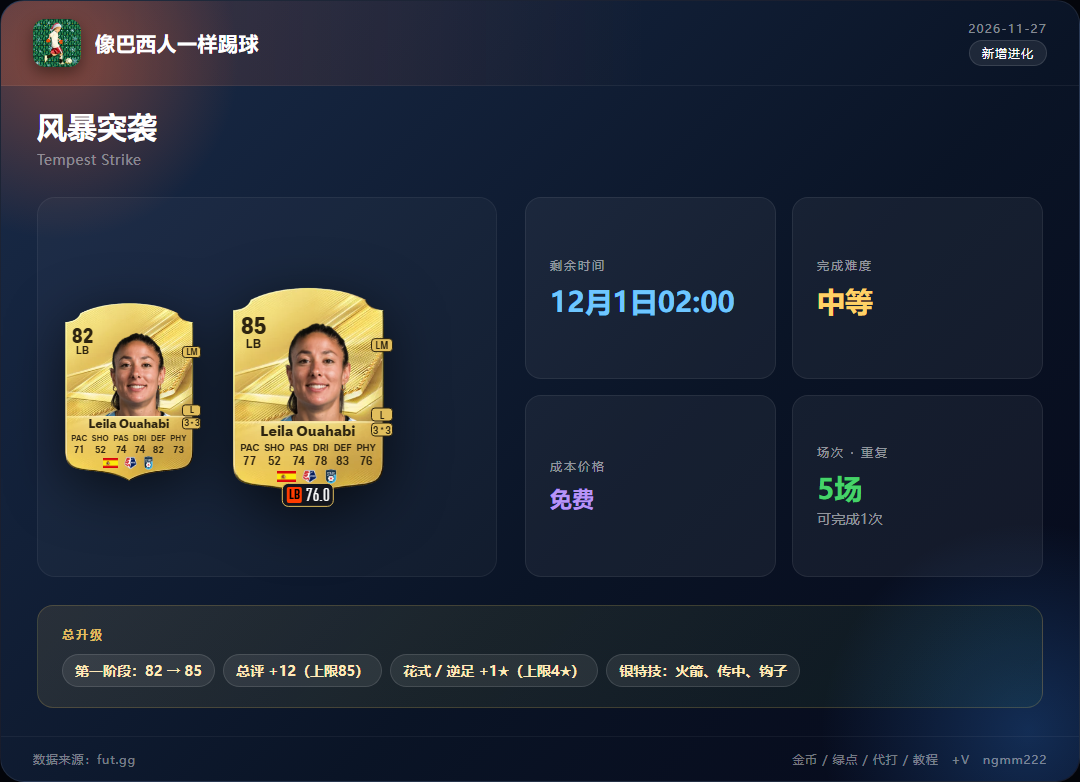 像巴西人一样踢球
2026-11-27
新增进化
风暴突袭
Tempest Strike
82
LB
LM
L
3★3
Leila Ouahabi
PAC SHO PAS DRI DEF PHY
71 52 74 74 82 73
85
LB
LM
L
3★3
Leila Ouahabi
PAC SHO PAS DRI DEF PHY
77 52 74 78 83 76
LB 76.0
剩余时间
12月1日02:00
完成难度
中等
成本价格
免费
场次 · 重复
5场
可完成1次
总升级
第一阶段：82 → 85
总评 +12（上限85）
花式 / 逆足 +1★（上限4★）
银特技：火箭、传中、钩子
数据来源：fut.gg
金币 / 绿点 / 代打 / 教程 +V ngmm222